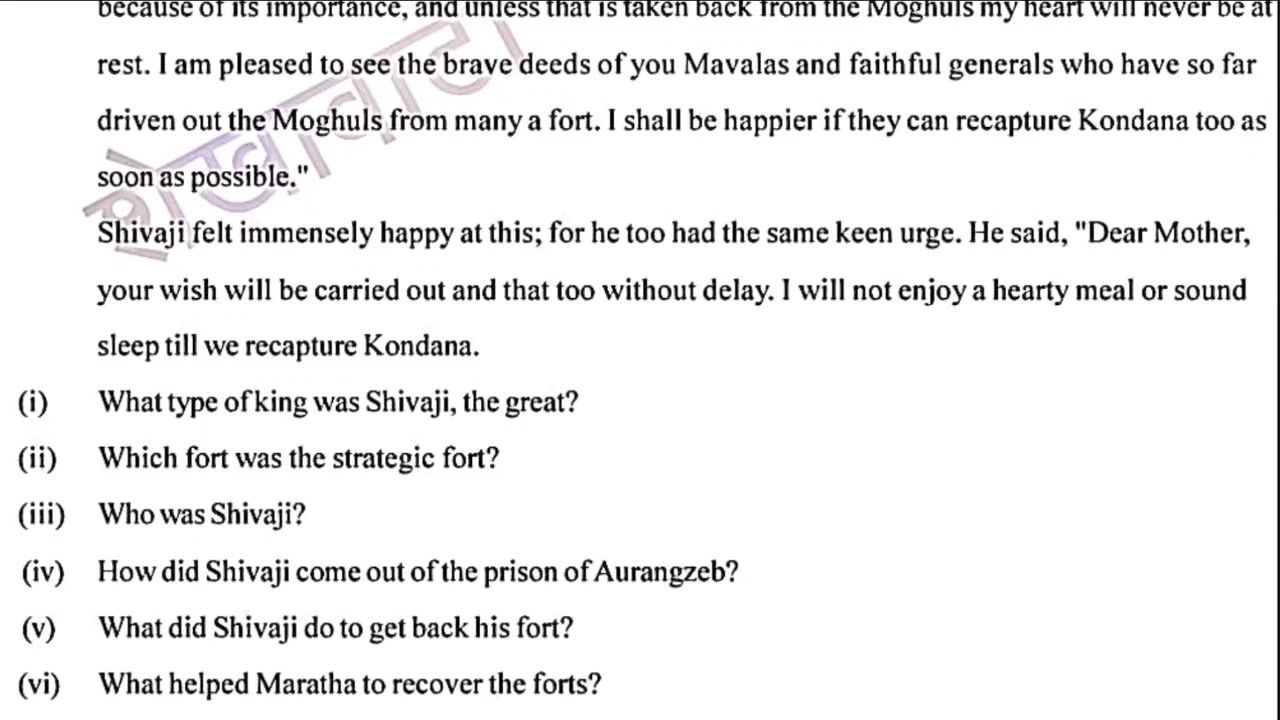 because of its importance, and unless that is taken back from the Moghuls my heart will never be at
rest. I am pleased to see the brave deeds of you Mavalas and faithful generals who have so far
driven out the Moghuls from many a fort. I shall be happier if they can recapture Kondana too as
soon as possible."
Shivaji felt immensely happy at this; for he too had the same keen urge. He said, "Dear Mother,
your wish will be carried out and that too without delay. I will not enjoy a hearty meal or sound
sleep till we recapture Kondana.
(i) What type of king was Shivaji, the great?
(ii) Which fort was the strategic fort?
(iii) Who was Shivaji?
(iv) How did Shivaji come out of the prison of Aurangzeb?
(v) What did Shivaji do to get back his fort?
(vi) What helped Maratha to recover the forts?